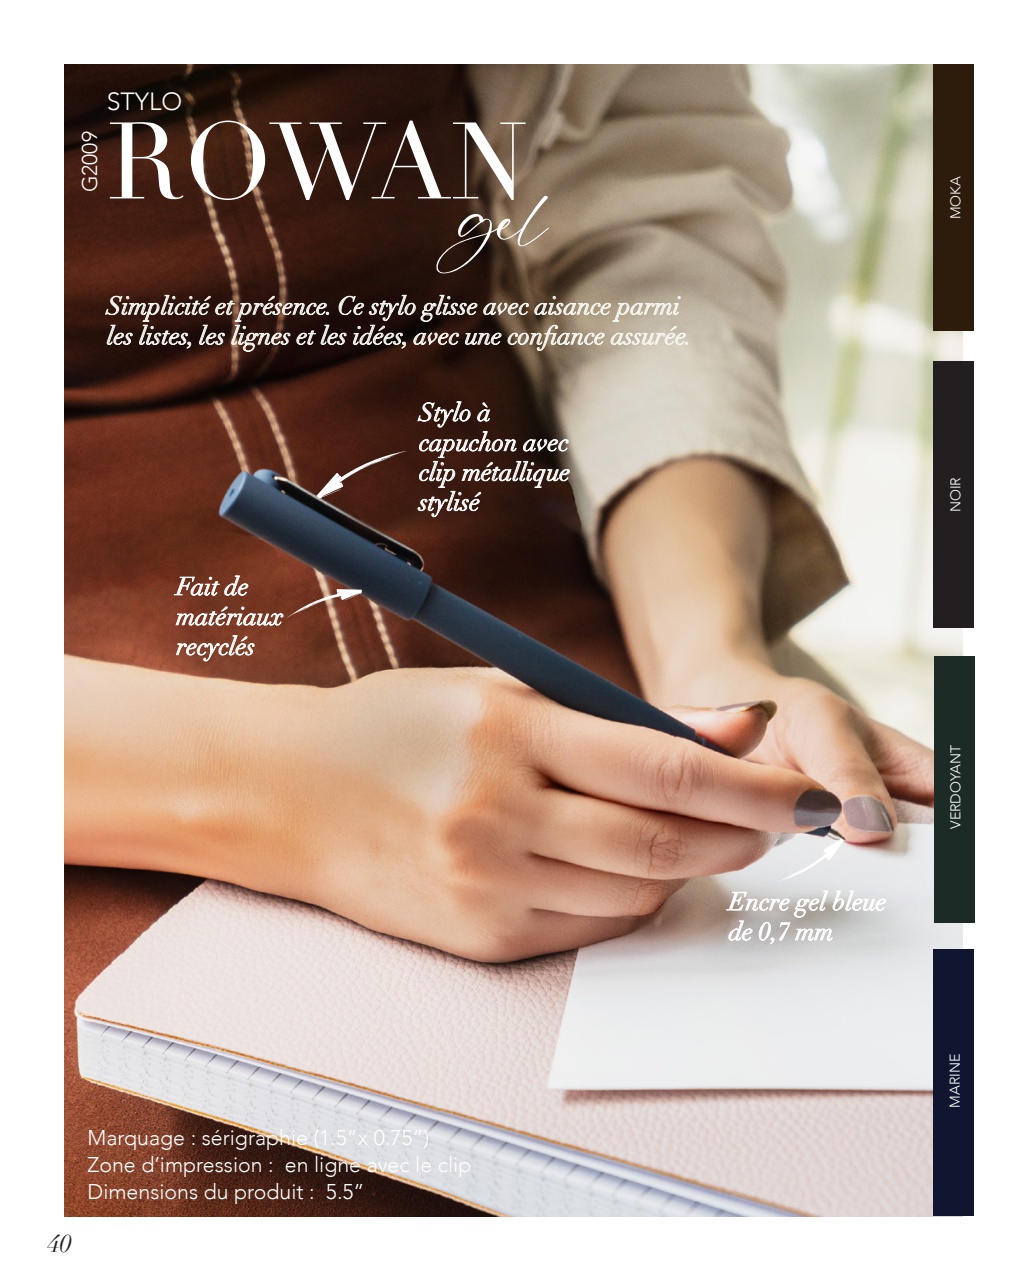 STYLO
G2009
ROWAN
gel
Simplicité et présence. Ce stylo glisse avec aisance parmi
les listes, les lignes et les idées, avec une confiance assurée.
Stylo à
capuchon avec
clip métallique
stylisé
Fait de
matériaux
recyclés
Encre gel bleue
de 0,7 mm
MOKA
NOIR
VERDOYANT
MARINE
Marquage : sérigraphie (1.5”x 0.75”)
Zone d’impression :  en ligne avec le clip
Dimensions du produit :  5.5”
40